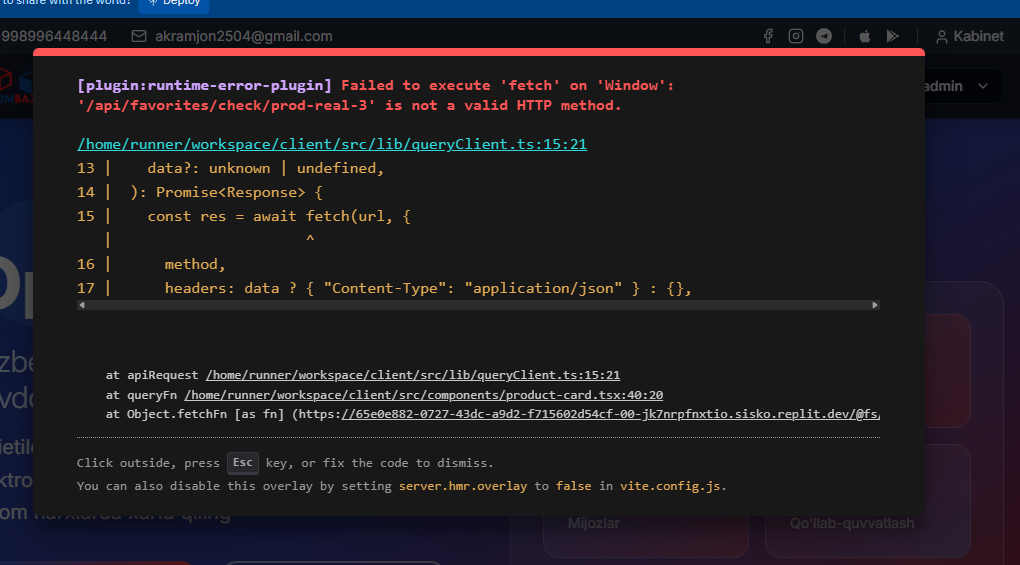 to share with the world?
Deploy
998996448444
akramjon2504@gmail.com
Kabinet
[plugin:runtime-error-plugin] Failed to execute 'fetch' on 'Window':
'/api/favorites/check/prod-real-3' is not a valid HTTP method.
admin
/home/runner/workspace/client/src/lib/queryClient.ts:15:21
13 |    data?: unknown | undefined,
14 |  ): Promise<Response> {
15 |    const res = await fetch(url, {
   |                      ^
16 |      method,
17 |      headers: data ? { "Content-Type": "application/json" } : {},
at apiRequest /home/runner/workspace/client/src/lib/queryClient.ts:15:21
at queryFn /home/runner/workspace/client/src/components/product-card.tsx:40:20
at Object.fetchFn [as fn] (https://65e0e882-0727-43dc-a9d2-f715602d54cf-00-jk7nrpfnxtio.sisko.replit.dev/@fs/
Click outside, press Esc key, or fix the code to dismiss.
You can also disable this overlay by setting server.hmr.overlay to false in vite.config.js.
Mijozlar
Qo'llab-quvvatlash